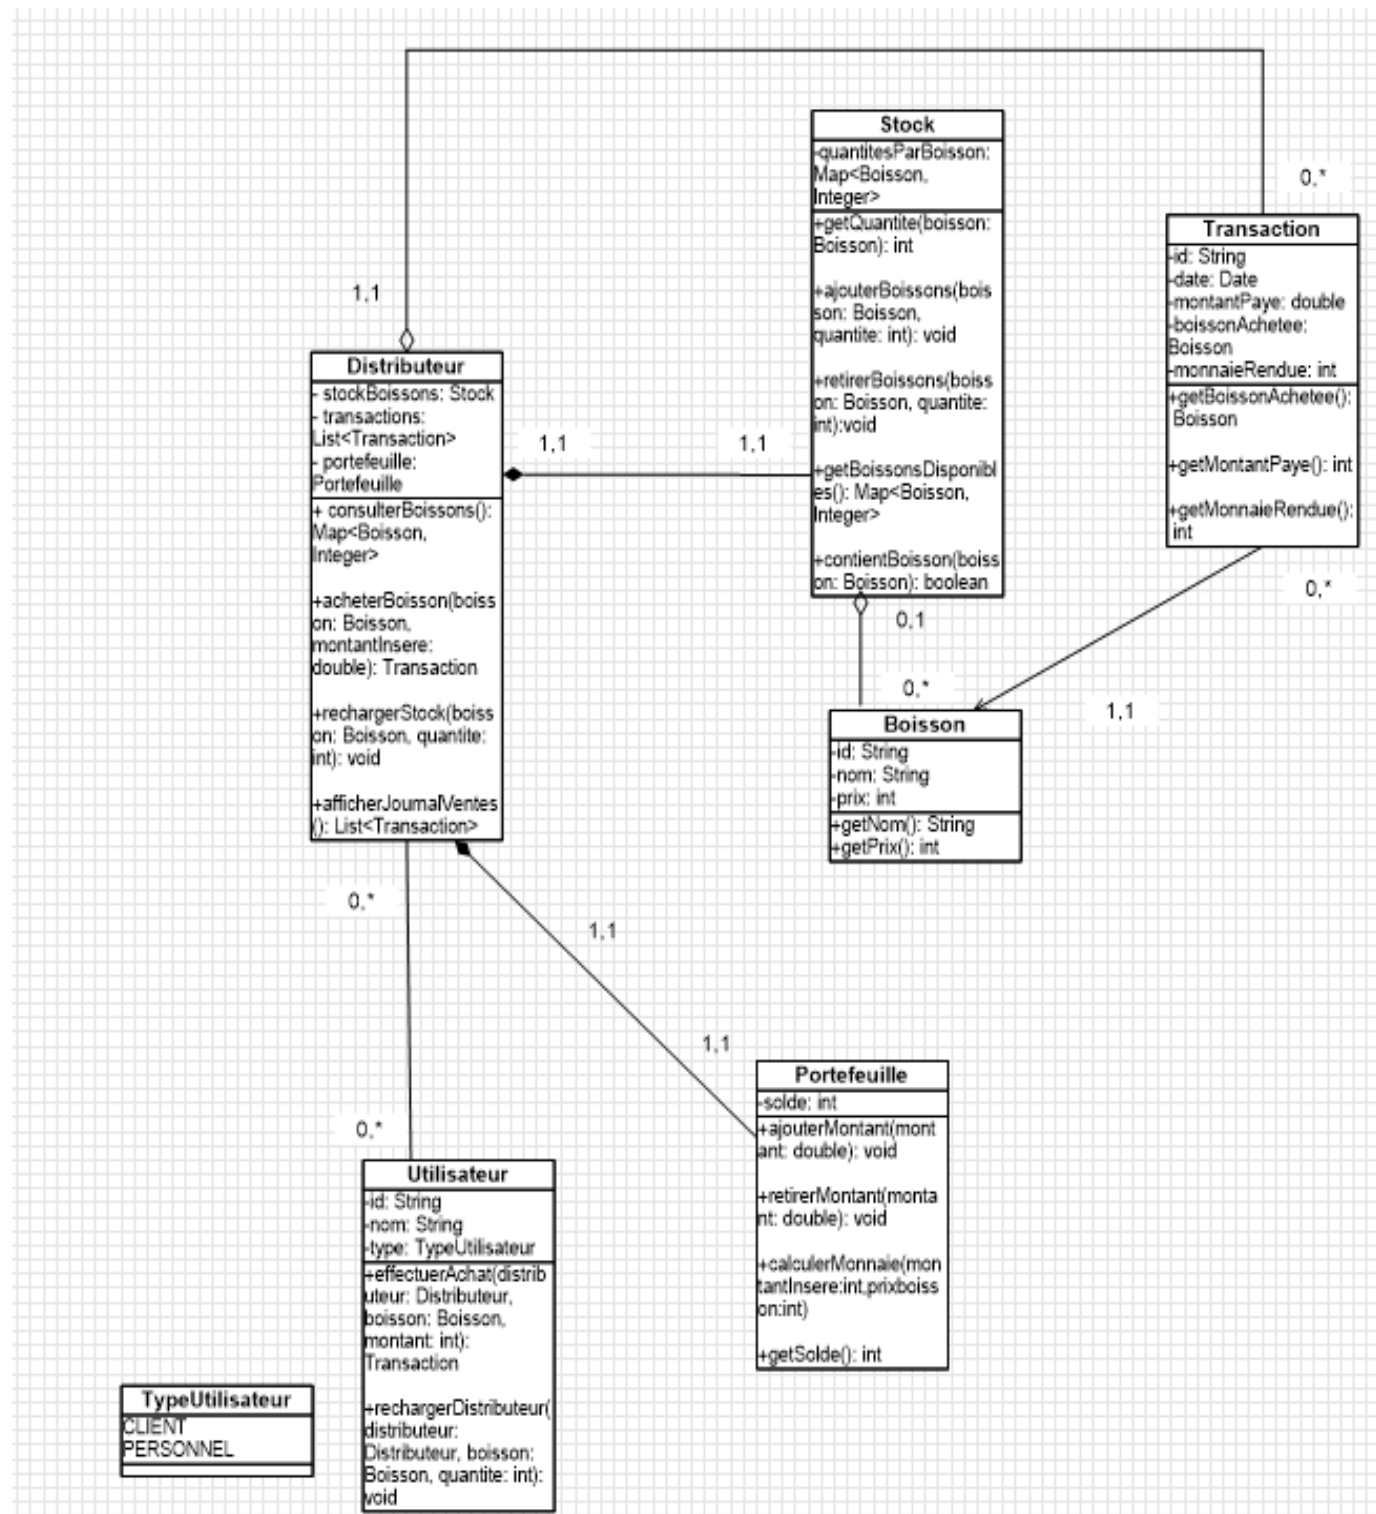 Stock
-quantitesParBoisson:
Map<Boisson,
Integer>
+getQuantite(boisson:
Boisson): int
+ajouterBoissons(bois
son: Boisson,
quantite: int): void
+retirerBoissons(boiss
on: Boisson, quantite:
int):void
+getBoissonsDisponibl
es(): Map<Boisson,
Integer>
+contientBoisson(boiss
on: Boisson): boolean
0,*
Transaction
-id: String
-date: Date
-montantPaye: double
-boissonAchetee:
Boisson
-monnaieRendue: int
+getBoissonAchetee():
Boisson
+getMontantPaye(): int
+getMonnaieRendue():
int
0,*
1,1
Distributeur
- stockBoissons: Stock
- transactions:
List<Transaction>
- portefeuille:
Portefeuille
+ consulterBoissons():
Map<Boisson,
Integer>
+acheterBoisson(boiss
on: Boisson,
montantInsere:
double): Transaction
+rechargerStock(boiss
on: Boisson, quantite:
int): void
+afficherJournalVentes
(): List<Transaction>
1,1
1,1
0,1
0,*
1,1
Boisson
-id: String
-nom: String
-prix: int
+getNom(): String
+getPrix(): int
0,*
1,1
1,1
0,*
Portefeuille
-solde: int
+ajouterMontant(mont
ant: double): void
+retirerMontant(monta
nt: double): void
+calculerMonnaie(mon
tantInsere:int,prixboiss
on:int)
+getSolde(): int
Utilisateur
-id: String
-nom: String
-type: TypeUtilisateur
+effectuerAchat(distrib
uteur: Distributeur,
boisson: Boisson,
montant: int):
Transaction
+rechargerDistributeur(
distributeur:
Distributeur, boisson:
Boisson, quantite: int):
void
TypeUtilisateur
CLIENT
PERSONNEL